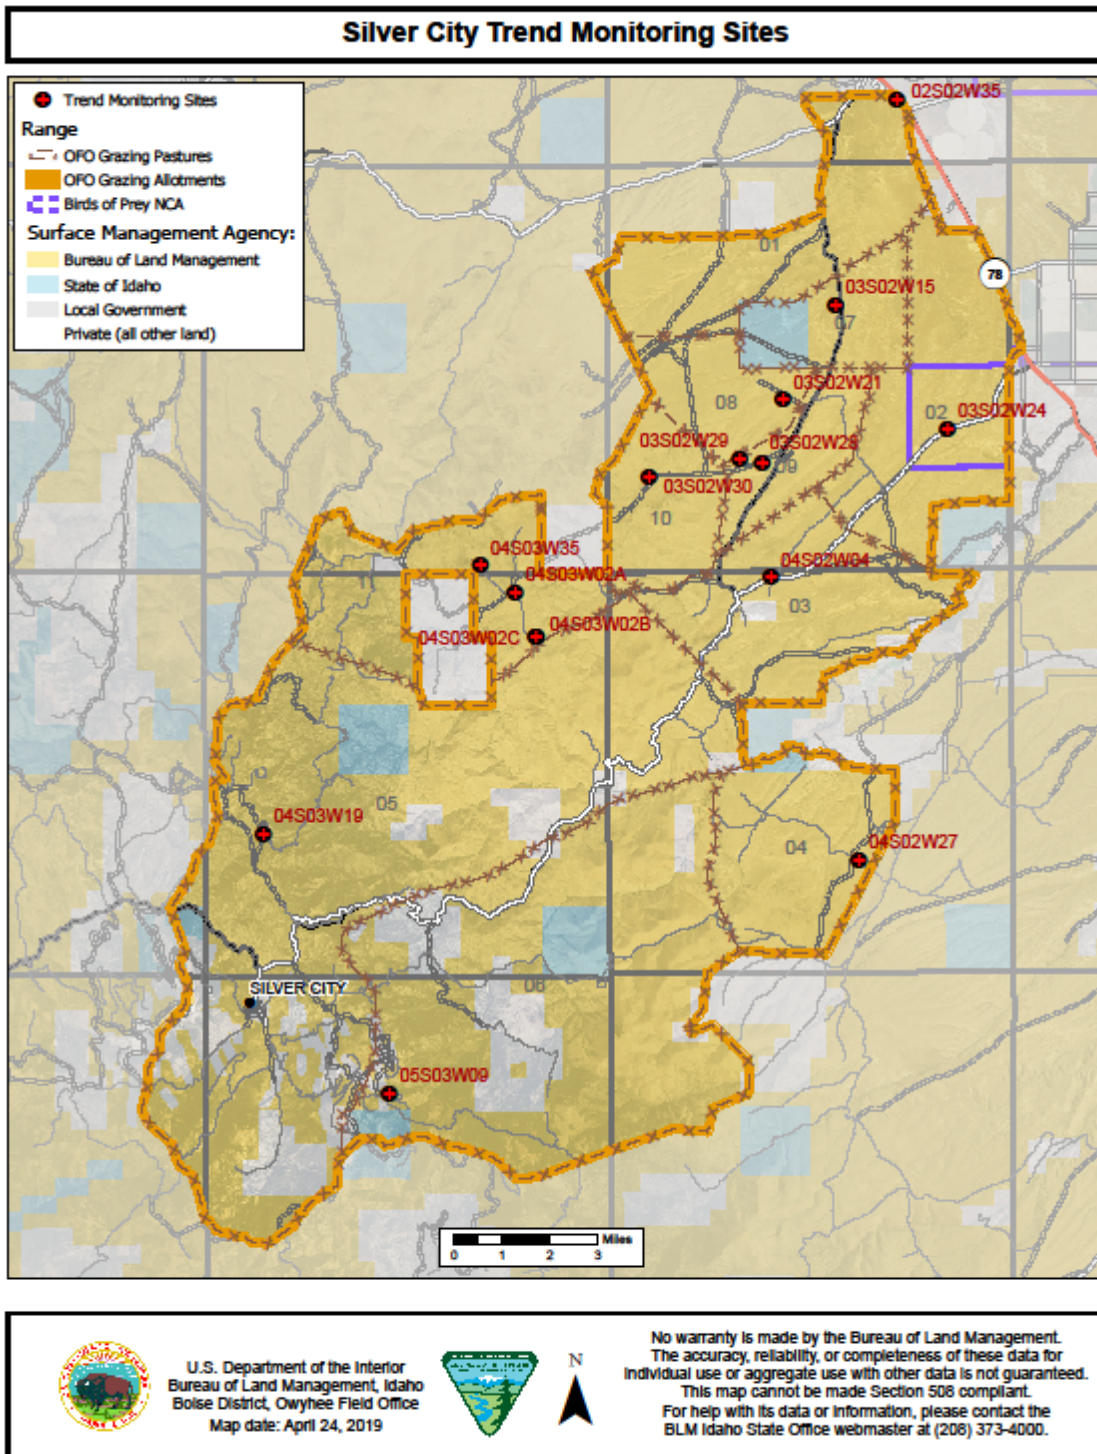 Silver City Trend Monitoring Sites
Trend Monitoring Sites
Range
OFO Grazing Pastures
OFO Grazing Allotments
Birds of Prey NCA
Surface Management Agency:
Bureau of Land Management
State of Idaho
Local Government
Private (all other land)
02S02W35
01
78
03S02W15
07
03S02W21
08
02
03S02W24
03S02W29
03S02W28
09
03S02W30
10
04S03W35
11
04S03W02A
04S02W04
03
04S03W02C
04S03W02B
05
04S03W19
04
04S02W27
06
SILVER CITY
05S03W09
Miles
0 1 2 3
U.S. Department of the Interior
Bureau of Land Management, Idaho
Boise District, Owyhee Field Office
Map date: April 24, 2019
N
No warranty is made by the Bureau of Land Management.
The accuracy, reliability, or completeness of these data for
individual use or aggregate use with other data is not guaranteed.
This map cannot be made Section 508 compliant.
For help with its data or information, please contact the
BLM Idaho State Office webmaster at (208) 373-4000.